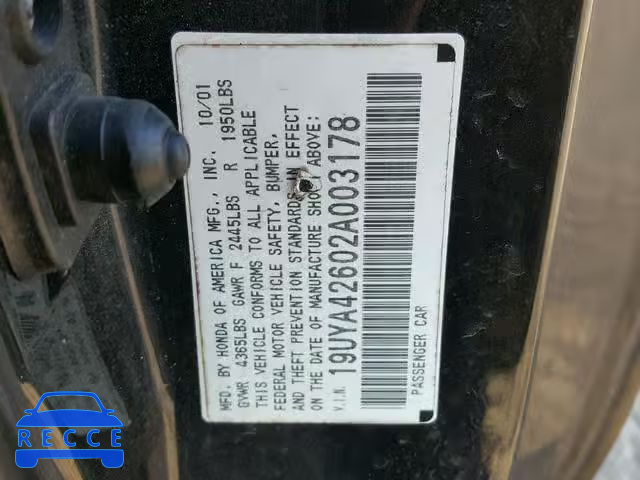 MFD. BY HONDA OF AMERICA MFG., INC. 10/01
GVWR 4365LBS GAWR F 2445LBS R 1950LBS
THIS VEHICLE CONFORMS TO ALL APPLICABLE
FEDERAL MOTOR VEHICLE SAFETY, BUMPER,
AND THEFT PREVENTION STANDARDS IN EFFECT
ON THE DATE OF MANUFACTURE SHOWN ABOVE:
V.I.N. 19UYA42602A003178
PASSENGER CAR
RECCE